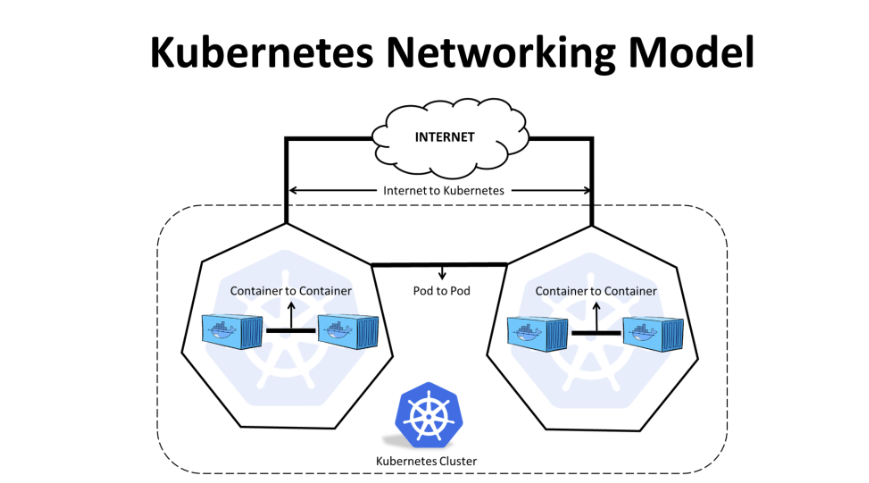 Kubernetes Networking Model
INTERNET
Internet to Kubernetes
Container to Container
Pod to Pod
Container to Container
Kubernetes Cluster